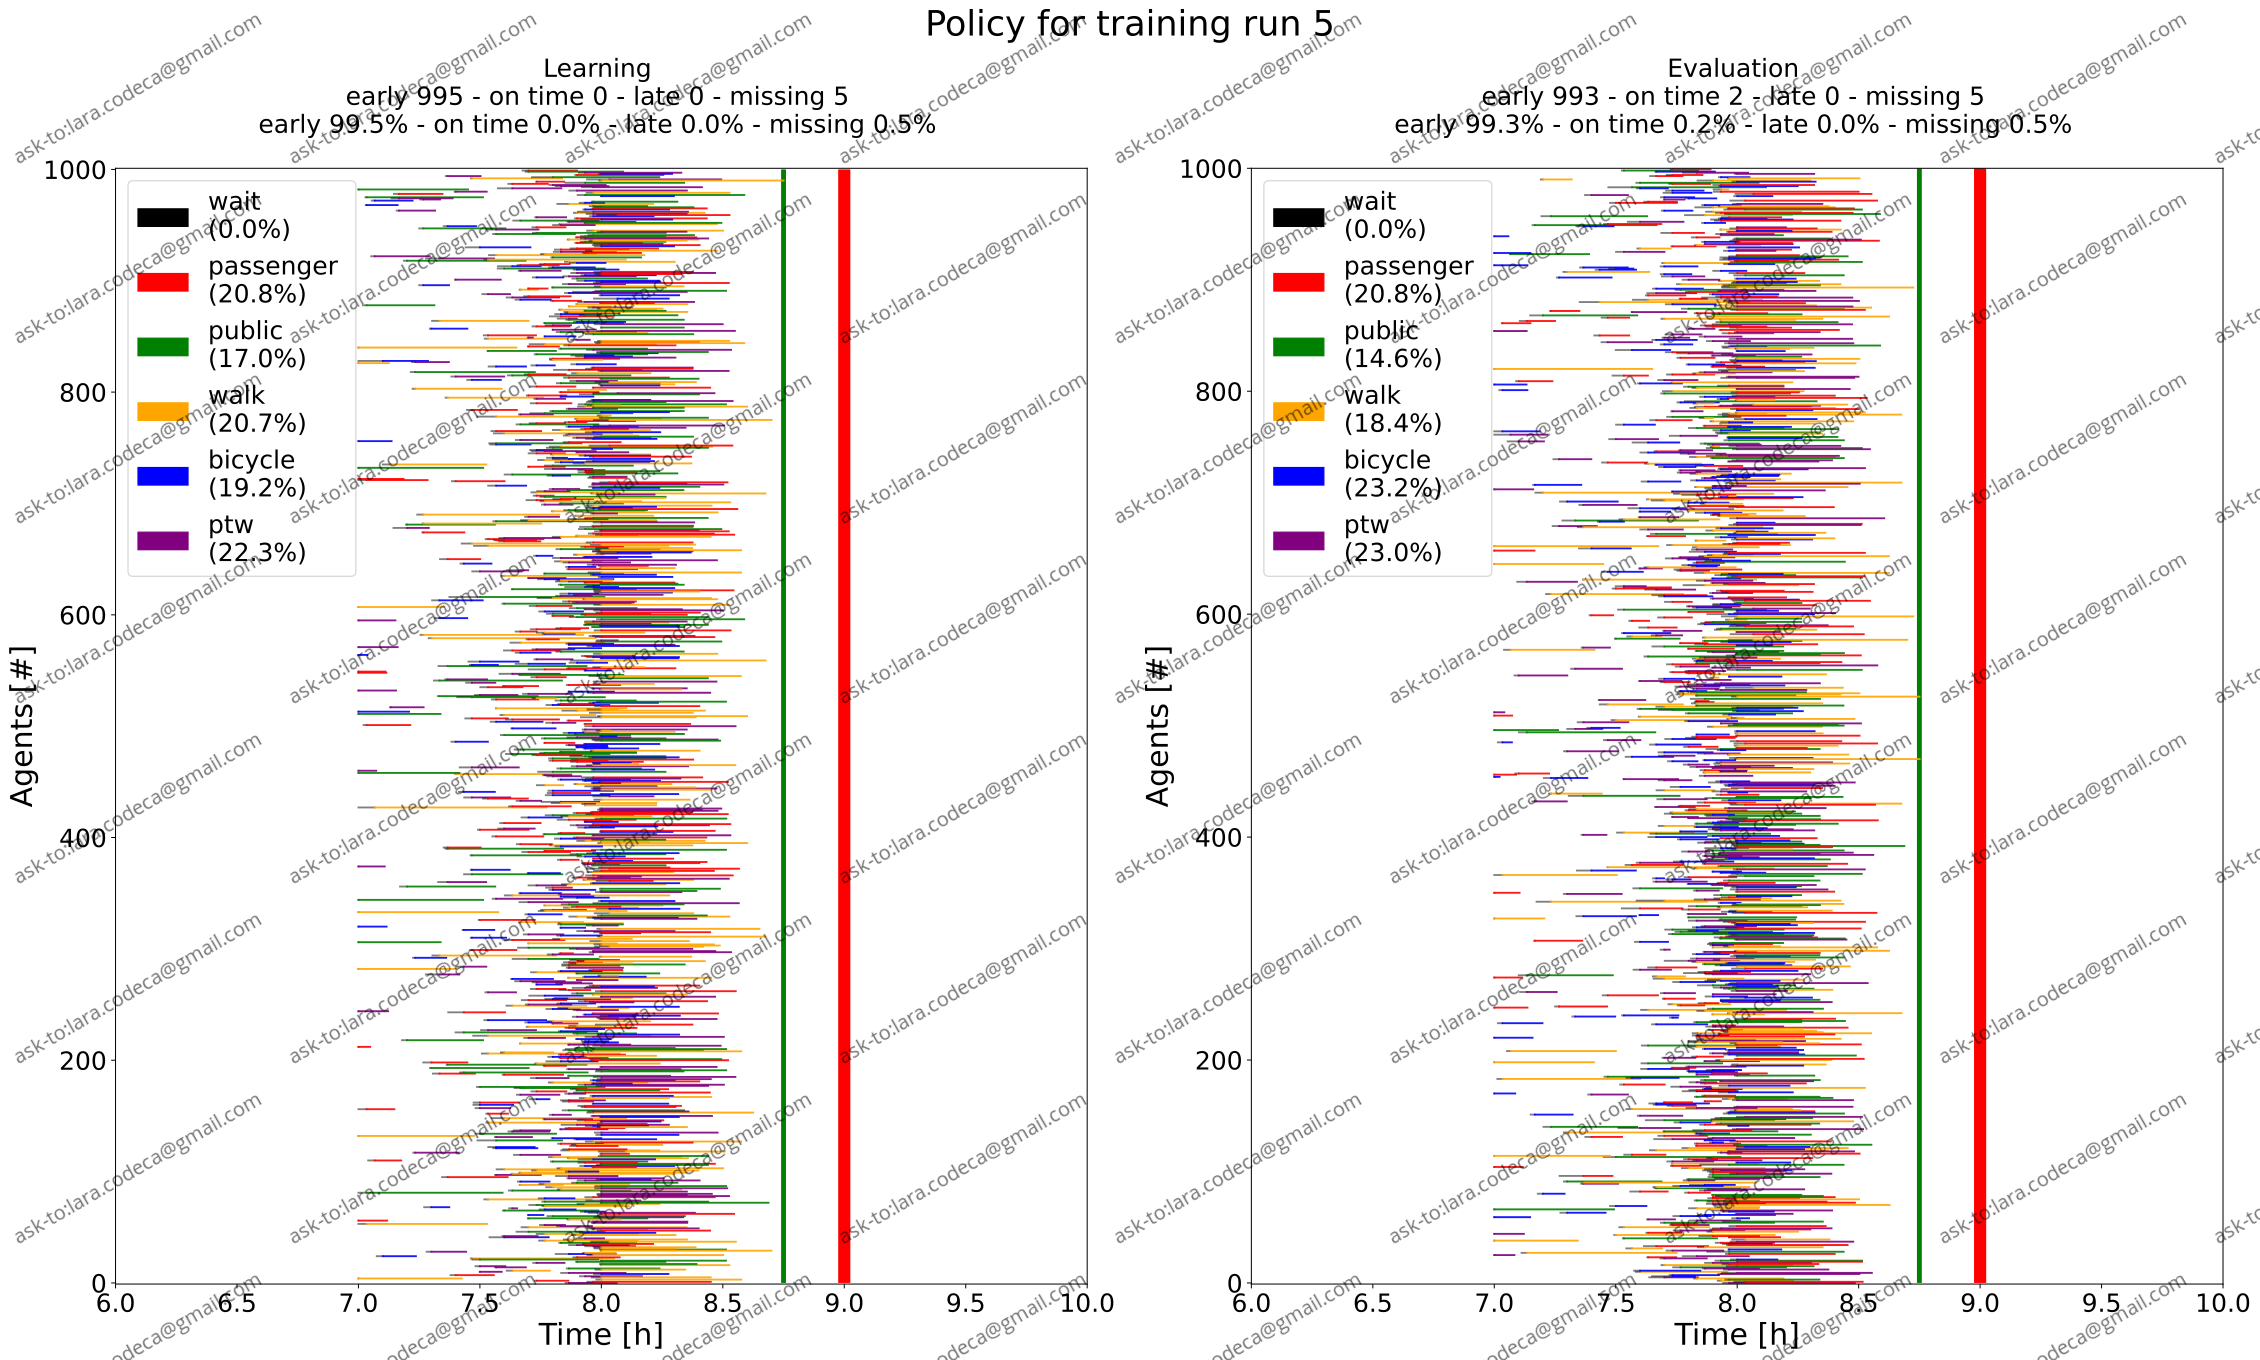 Policy for training run 5
Learning
early 995 - on time 0 - late 0 - missing 5
early 99.5% - on time 0.0% - late 0.0% - missing 0.5%
Agents [#]
1000
800
600
400
200
0
wait
(0.0%)
passenger
(20.8%)
public
(17.0%)
walk
(20.7%)
bicycle
(19.2%)
ptw
(22.3%)
6.0 6.5 7.0 7.5 8.0 8.5 9.0 9.5 10.0
Time [h]
Evaluation
early 993 - on time 2 - late 0 - missing 5
early 99.3% - on time 0.2% - late 0.0% - missing 0.5%
Agents [#]
1000
800
600
400
200
0
wait
(0.0%)
passenger
(20.8%)
public
(14.6%)
walk
(18.4%)
bicycle
(23.2%)
ptw
(23.0%)
6.0 6.5 7.0 7.5 8.0 8.5 9.0 9.5 10.0
Time [h]
ask-to:lara.codeca@gmail.com